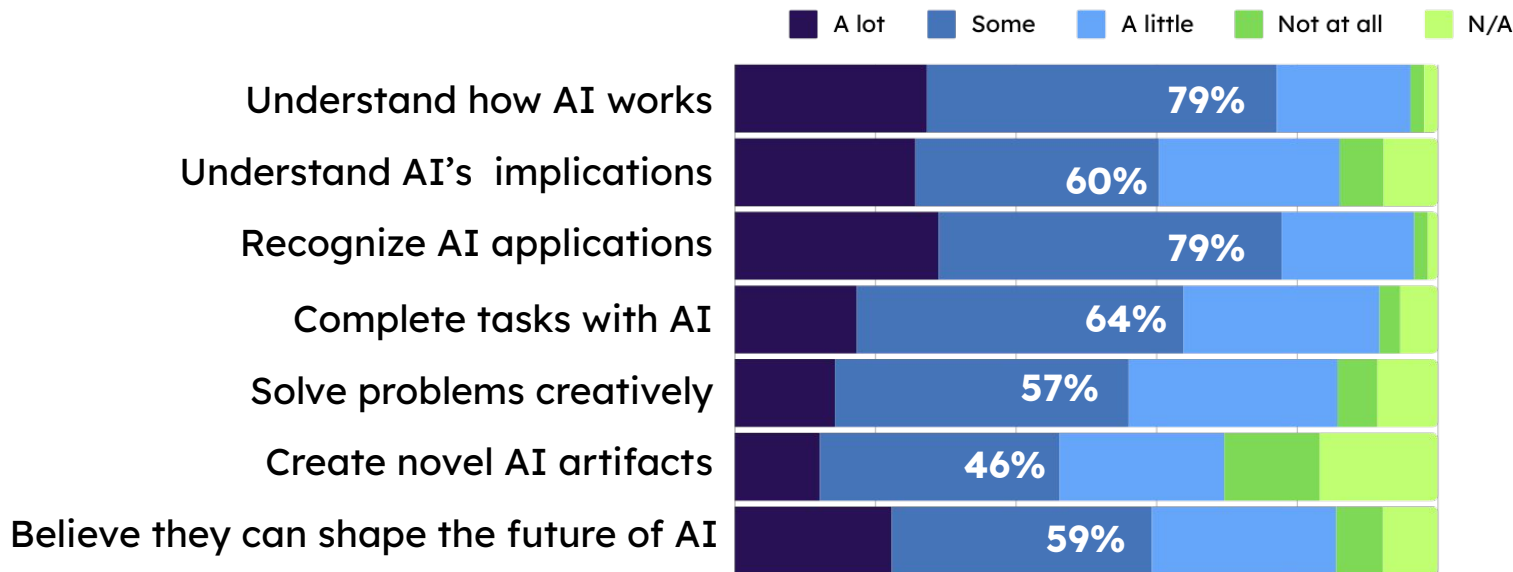 A lot Some A little Not at all N/A
Understand how AI works 79%
Understand AI’s  implications 60%
Recognize AI applications 79%
Complete tasks with AI 64%
Solve problems creatively 57%
Create novel AI artifacts 46%
Believe they can shape the future of AI 59%